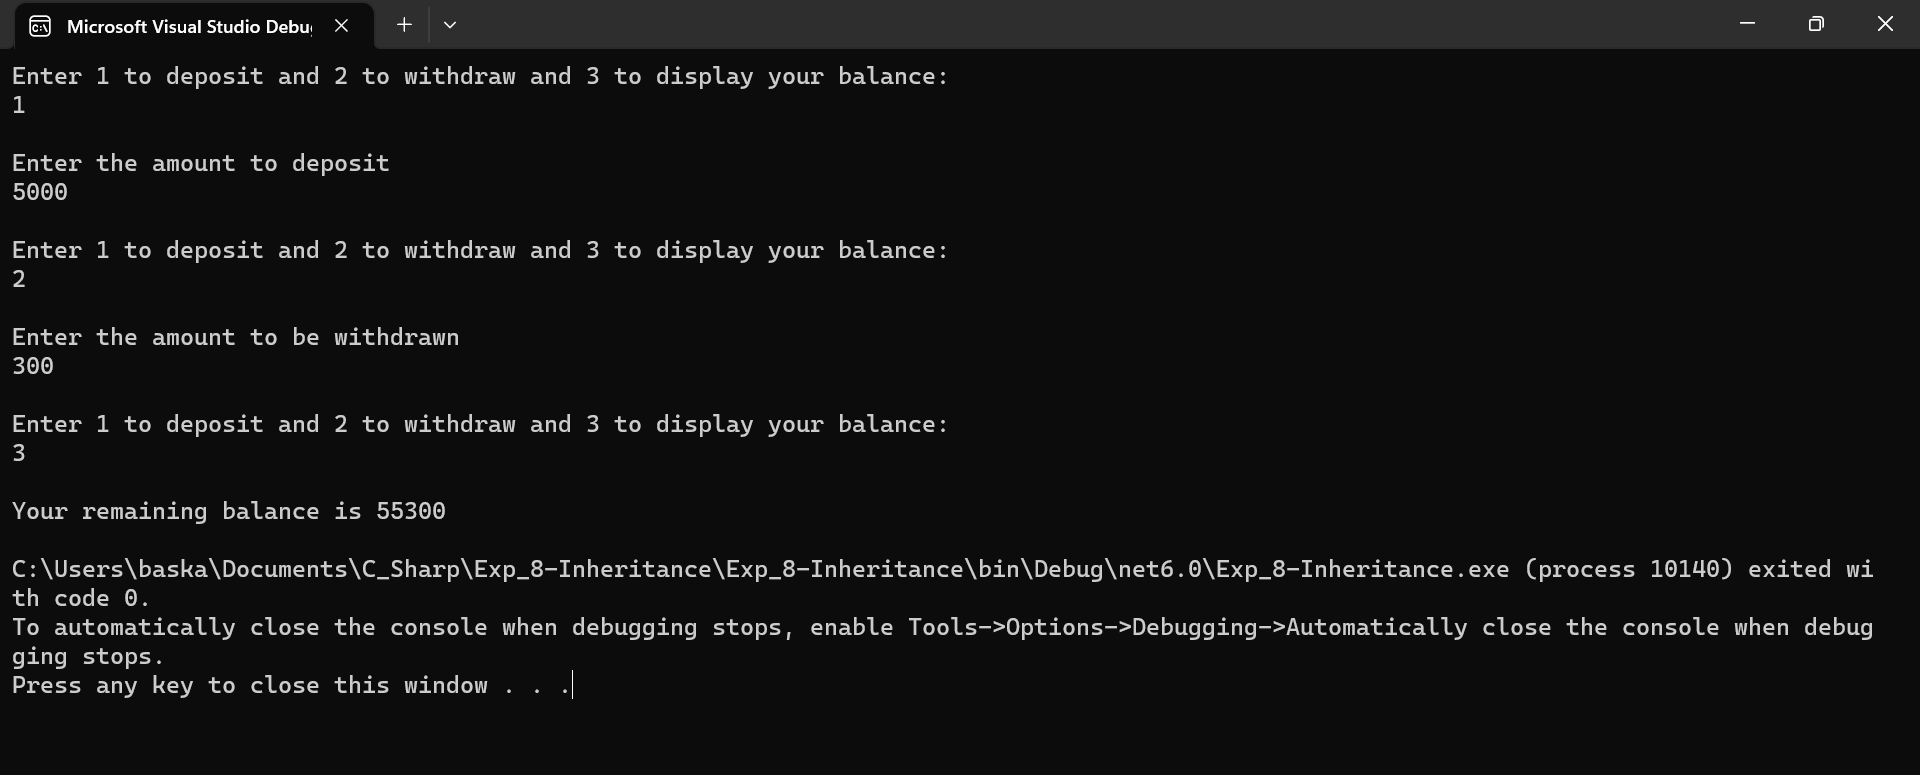 Microsoft Visual Studio Debu
Enter 1 to deposit and 2 to withdraw and 3 to display your balance:
1
Enter the amount to deposit
5000
Enter 1 to deposit and 2 to withdraw and 3 to display your balance:
2
Enter the amount to be withdrawn
300
Enter 1 to deposit and 2 to withdraw and 3 to display your balance:
3
Your remaining balance is 55300
C:\Users\baska\Documents\C_Sharp\Exp_8-Inheritance\Exp_8-Inheritance\bin\Debug\net6.0\Exp_8-Inheritance.exe (process 10140) exited wi
th code 0.
To automatically close the console when debugging stops, enable Tools->Options->Debugging->Automatically close the console when debug
ging stops.
Press any key to close this window . . .